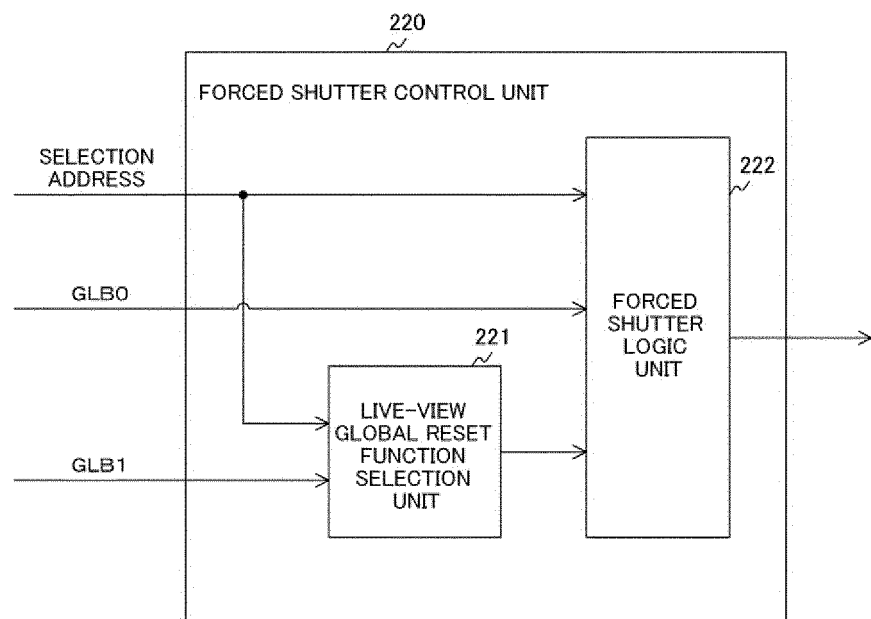 220
FORCED SHUTTER CONTROL UNIT
SELECTION
ADDRESS
222
GLB0
FORCED
SHUTTER
LOGIC
UNIT
221
LIVE-VIEW
GLOBAL RESET
FUNCTION
SELECTION
UNIT
GLB1